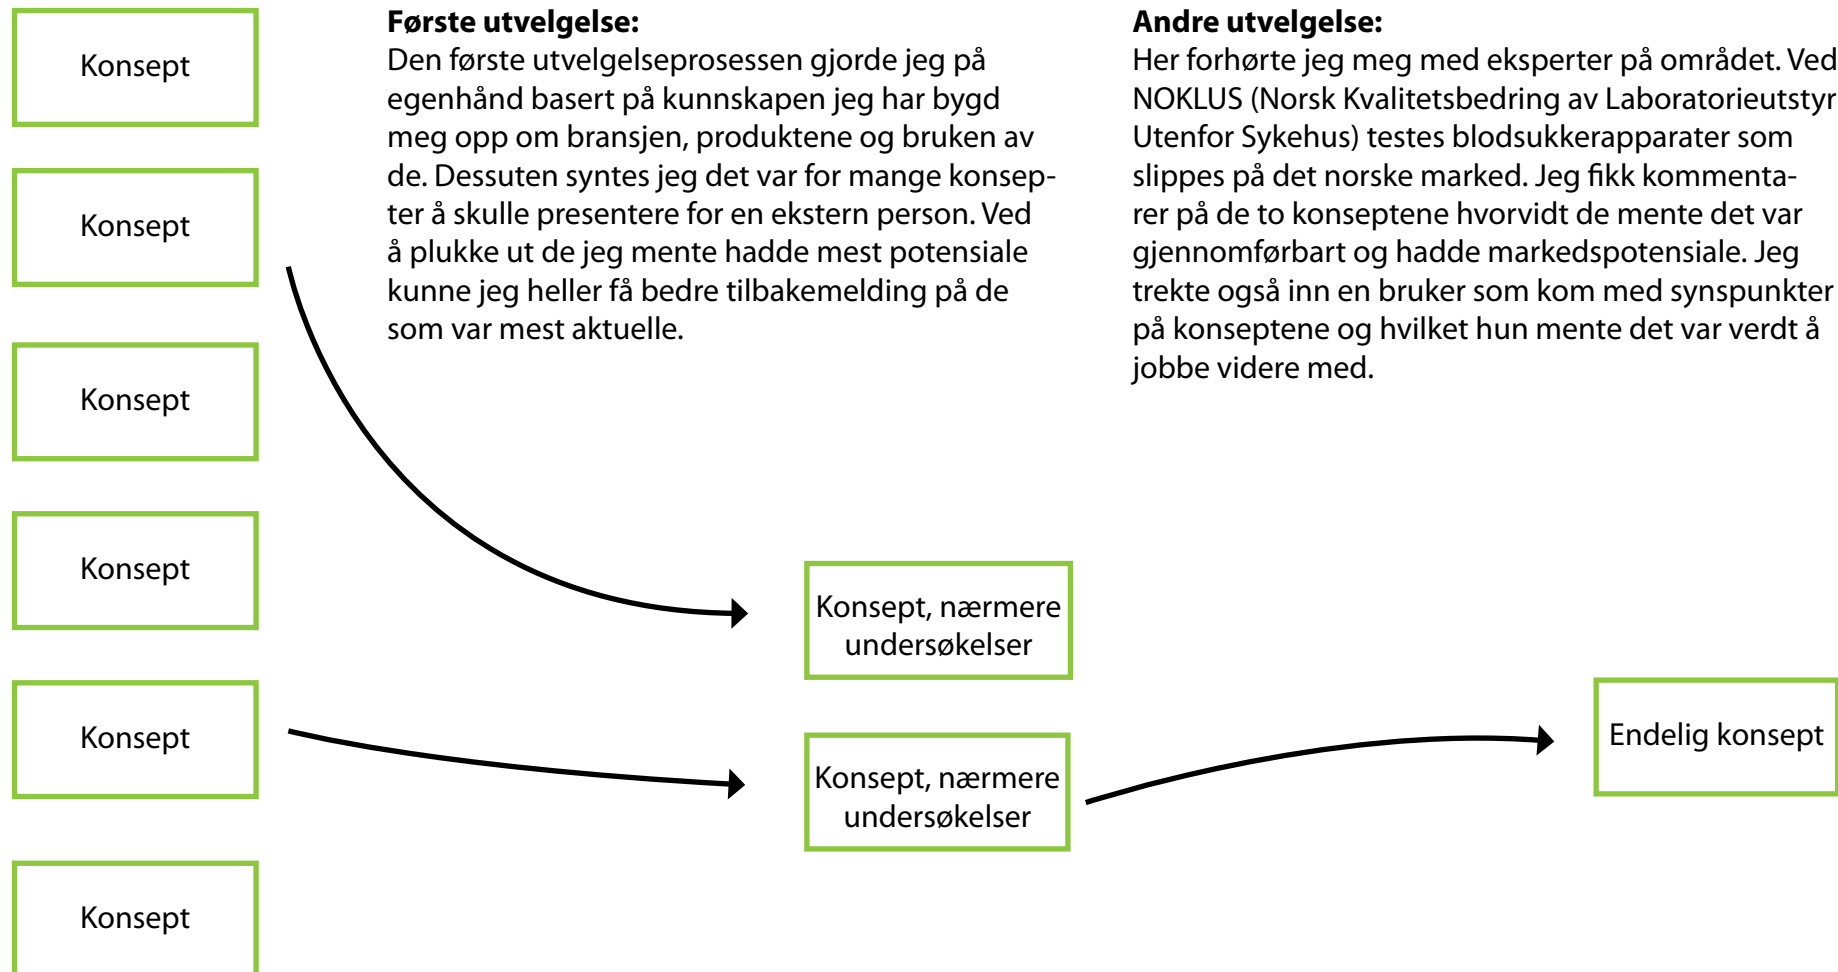 Konsept
Konsept
Konsept
Konsept
Konsept
Konsept
Første utvelgelse:
Den første utvelgelseprosessen gjorde jeg på
egenhånd basert på kunnskapen jeg har bygd
meg opp om bransjen, produktene og bruken av
de. Dessuten syntes jeg det var for mange konsep-
ter å skulle presentere for en ekstern person. Ved
å plukke ut de jeg mente hadde mest potensiale
kunne jeg heller få bedre tilbakemelding på de
som var mest aktuelle.
Konsept, nærmere
undersøkelser
Konsept, nærmere
undersøkelser
Andre utvelgelse:
Her forhørte jeg meg med eksperter på området. Ved
NOKLUS (Norsk Kvalitetsbedring av Laboratorieutstyr
Utenfor Sykehus) testes blodsukkerapparater som
slippes på det norske marked. Jeg fikk kommenta-
rer på de to konseptene hvorvidt de mente det var
gjennomførbart og hadde markedspotensiale. Jeg
trekte også inn en bruker som kom med synspunkter
på konseptene og hvilket hun mente det var verdt å
jobbe videre med.
Endelig konsept